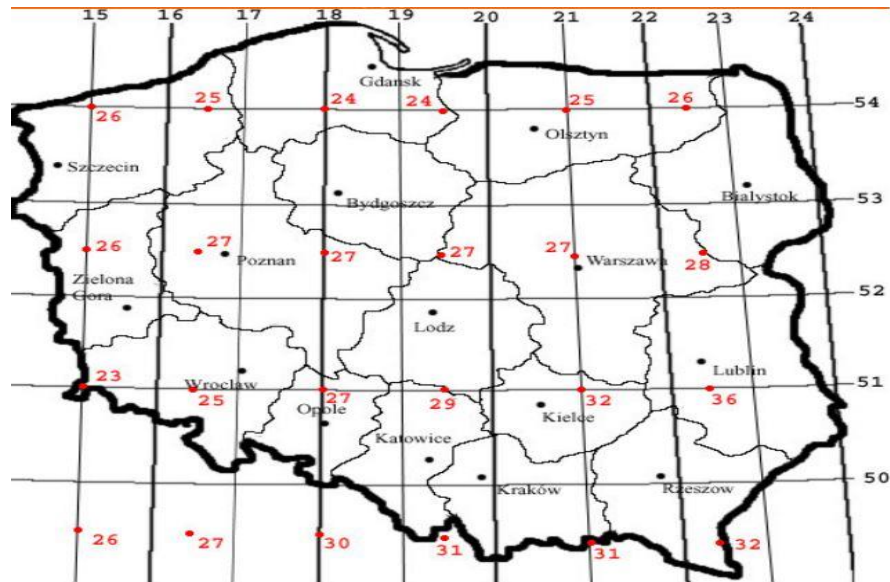 15 16 17 18 19 20 21 22 23 24
Gdansk
26 25 24 24 25 26 54
Olsztyn
Szczecin
Bydgoszcz
Bialystok
53
26 27 27 27 27 28
Poznan
Warszawa
Zielona
Gora
52
Lodz
Lublin
23 25 27 29 32 36 51
Wroclaw
Opole
Kielce
Katowice
50
Kraków
Rzeszow
26 27 30 31 31 32